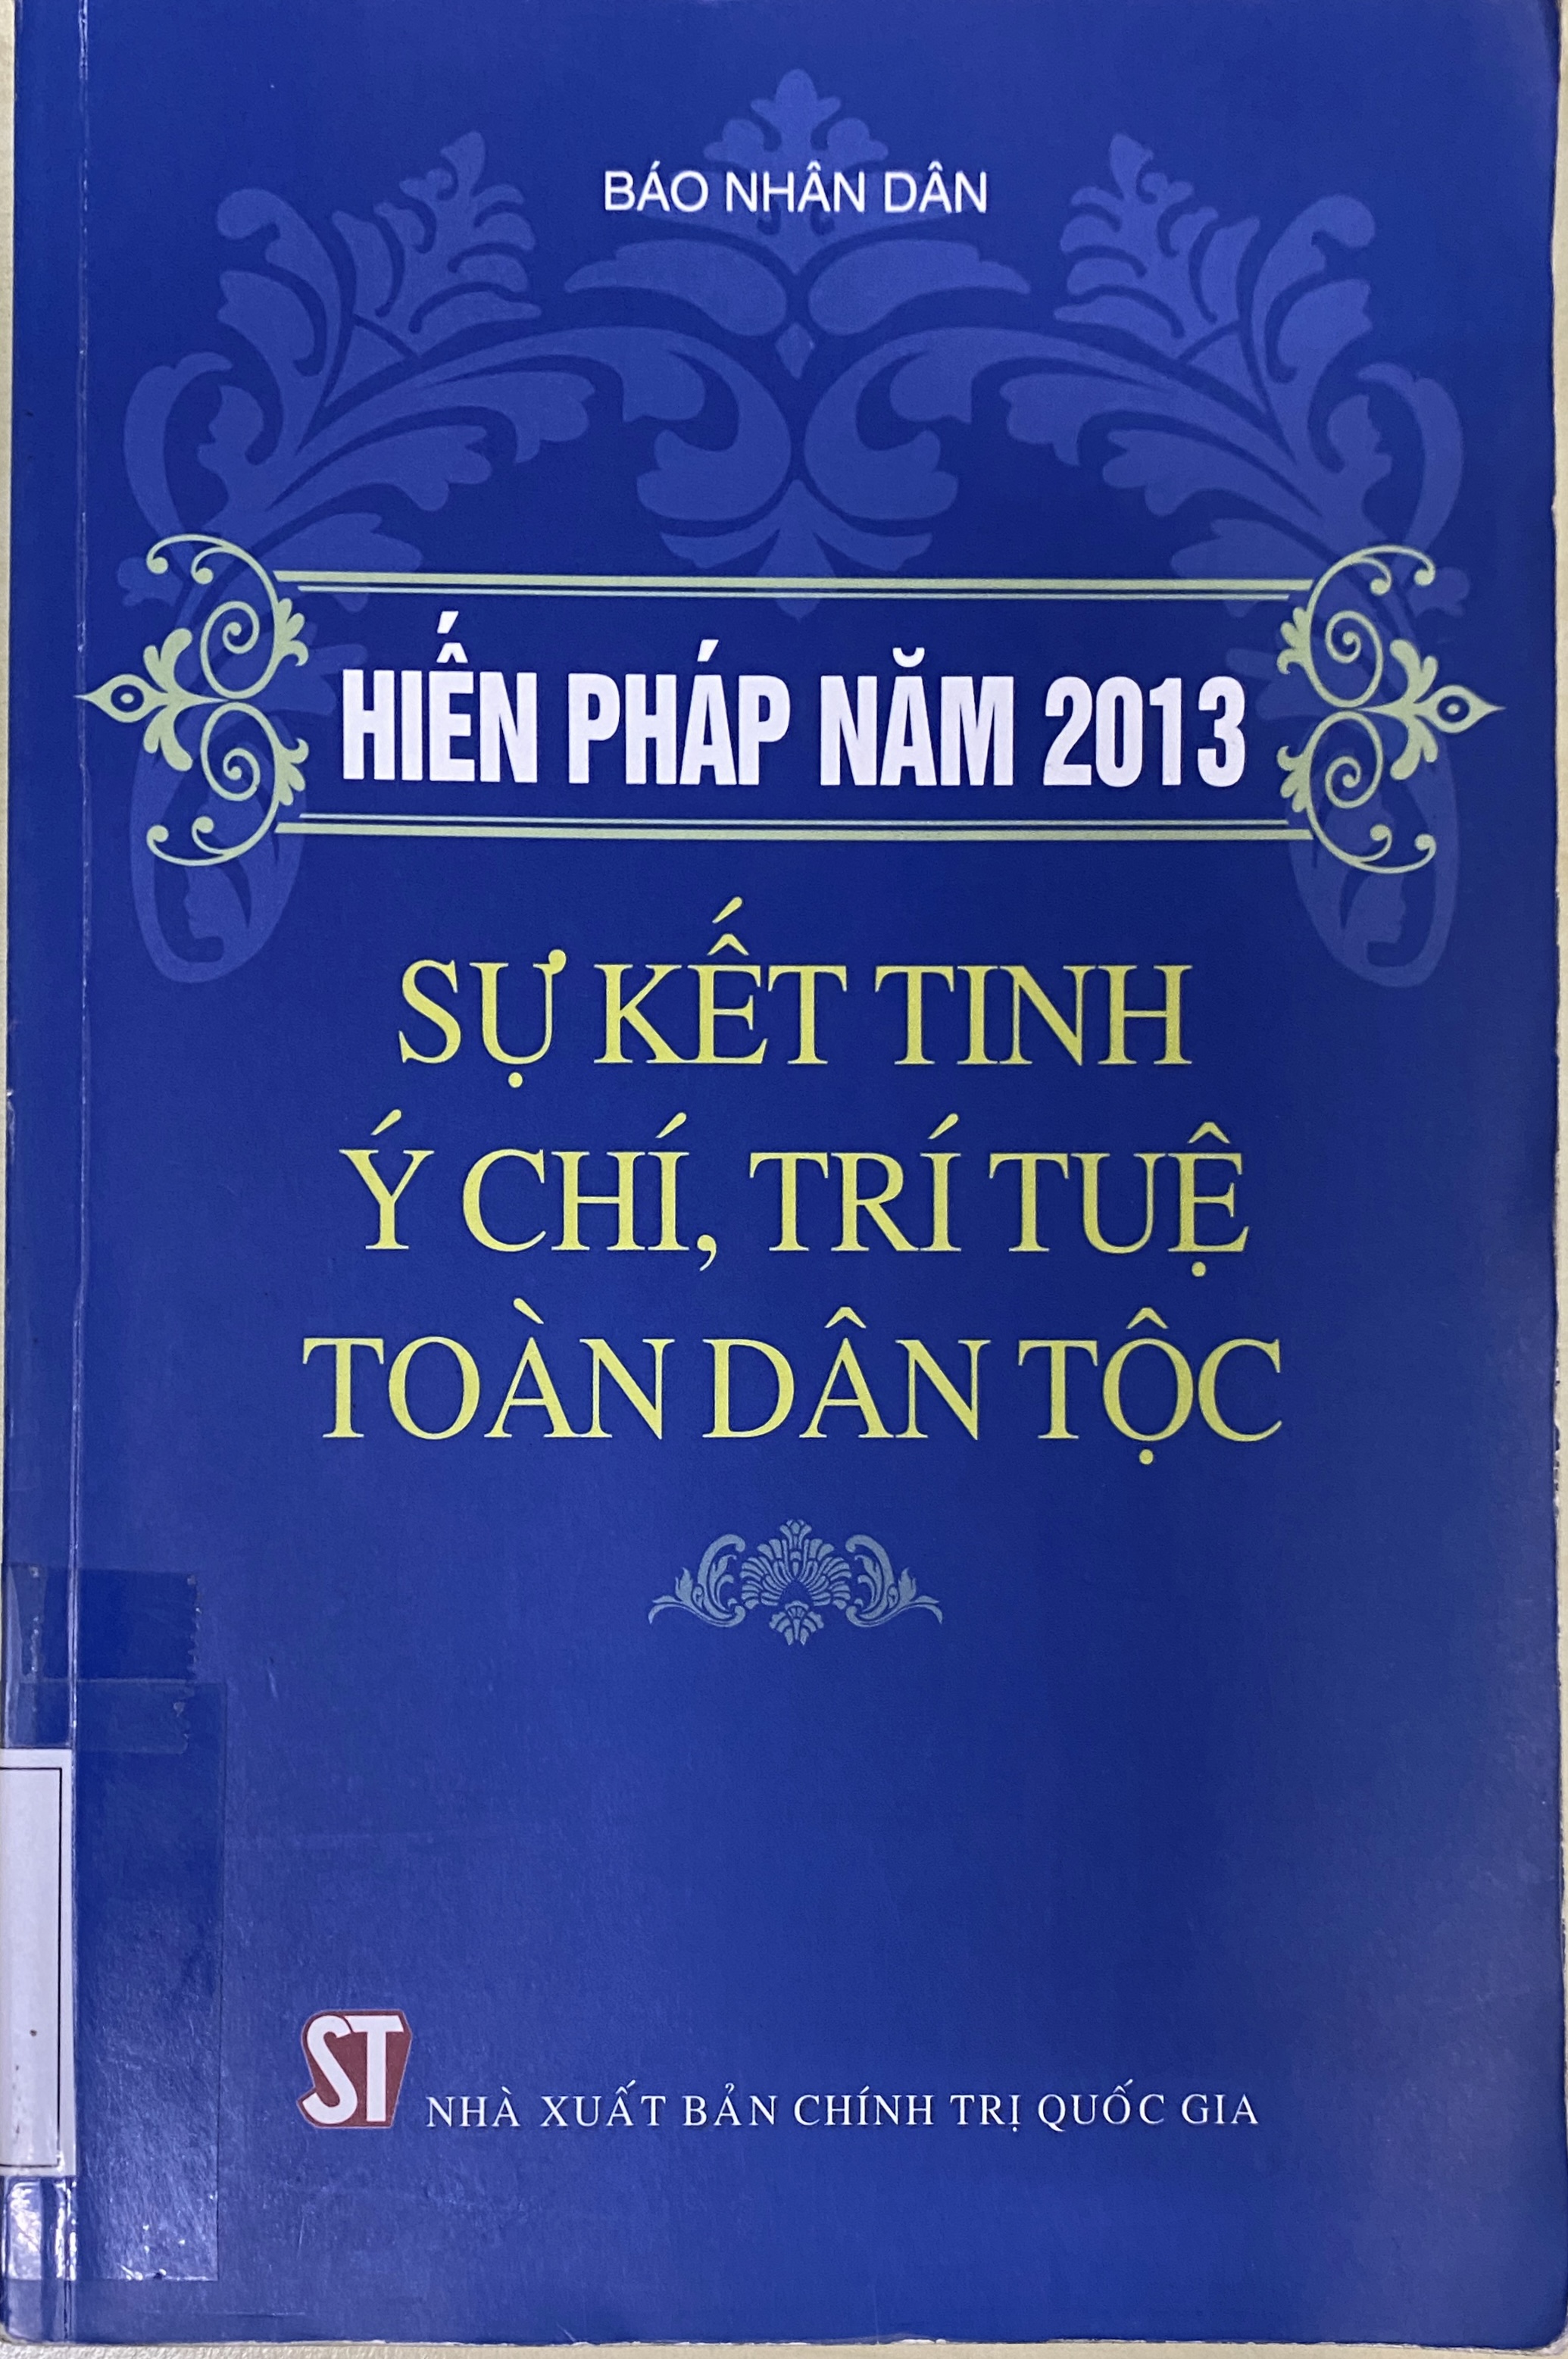 BÁO NHÂN DÂN
HIẾN PHÁP NĂM 2013
SỰ KẾT TINH
Ý CHÍ, TRÍ TUỆ
TOÀN DÂN TỘC
ST
NHÀ XUẤT BẢN CHÍNH TRỊ QUỐC GIA